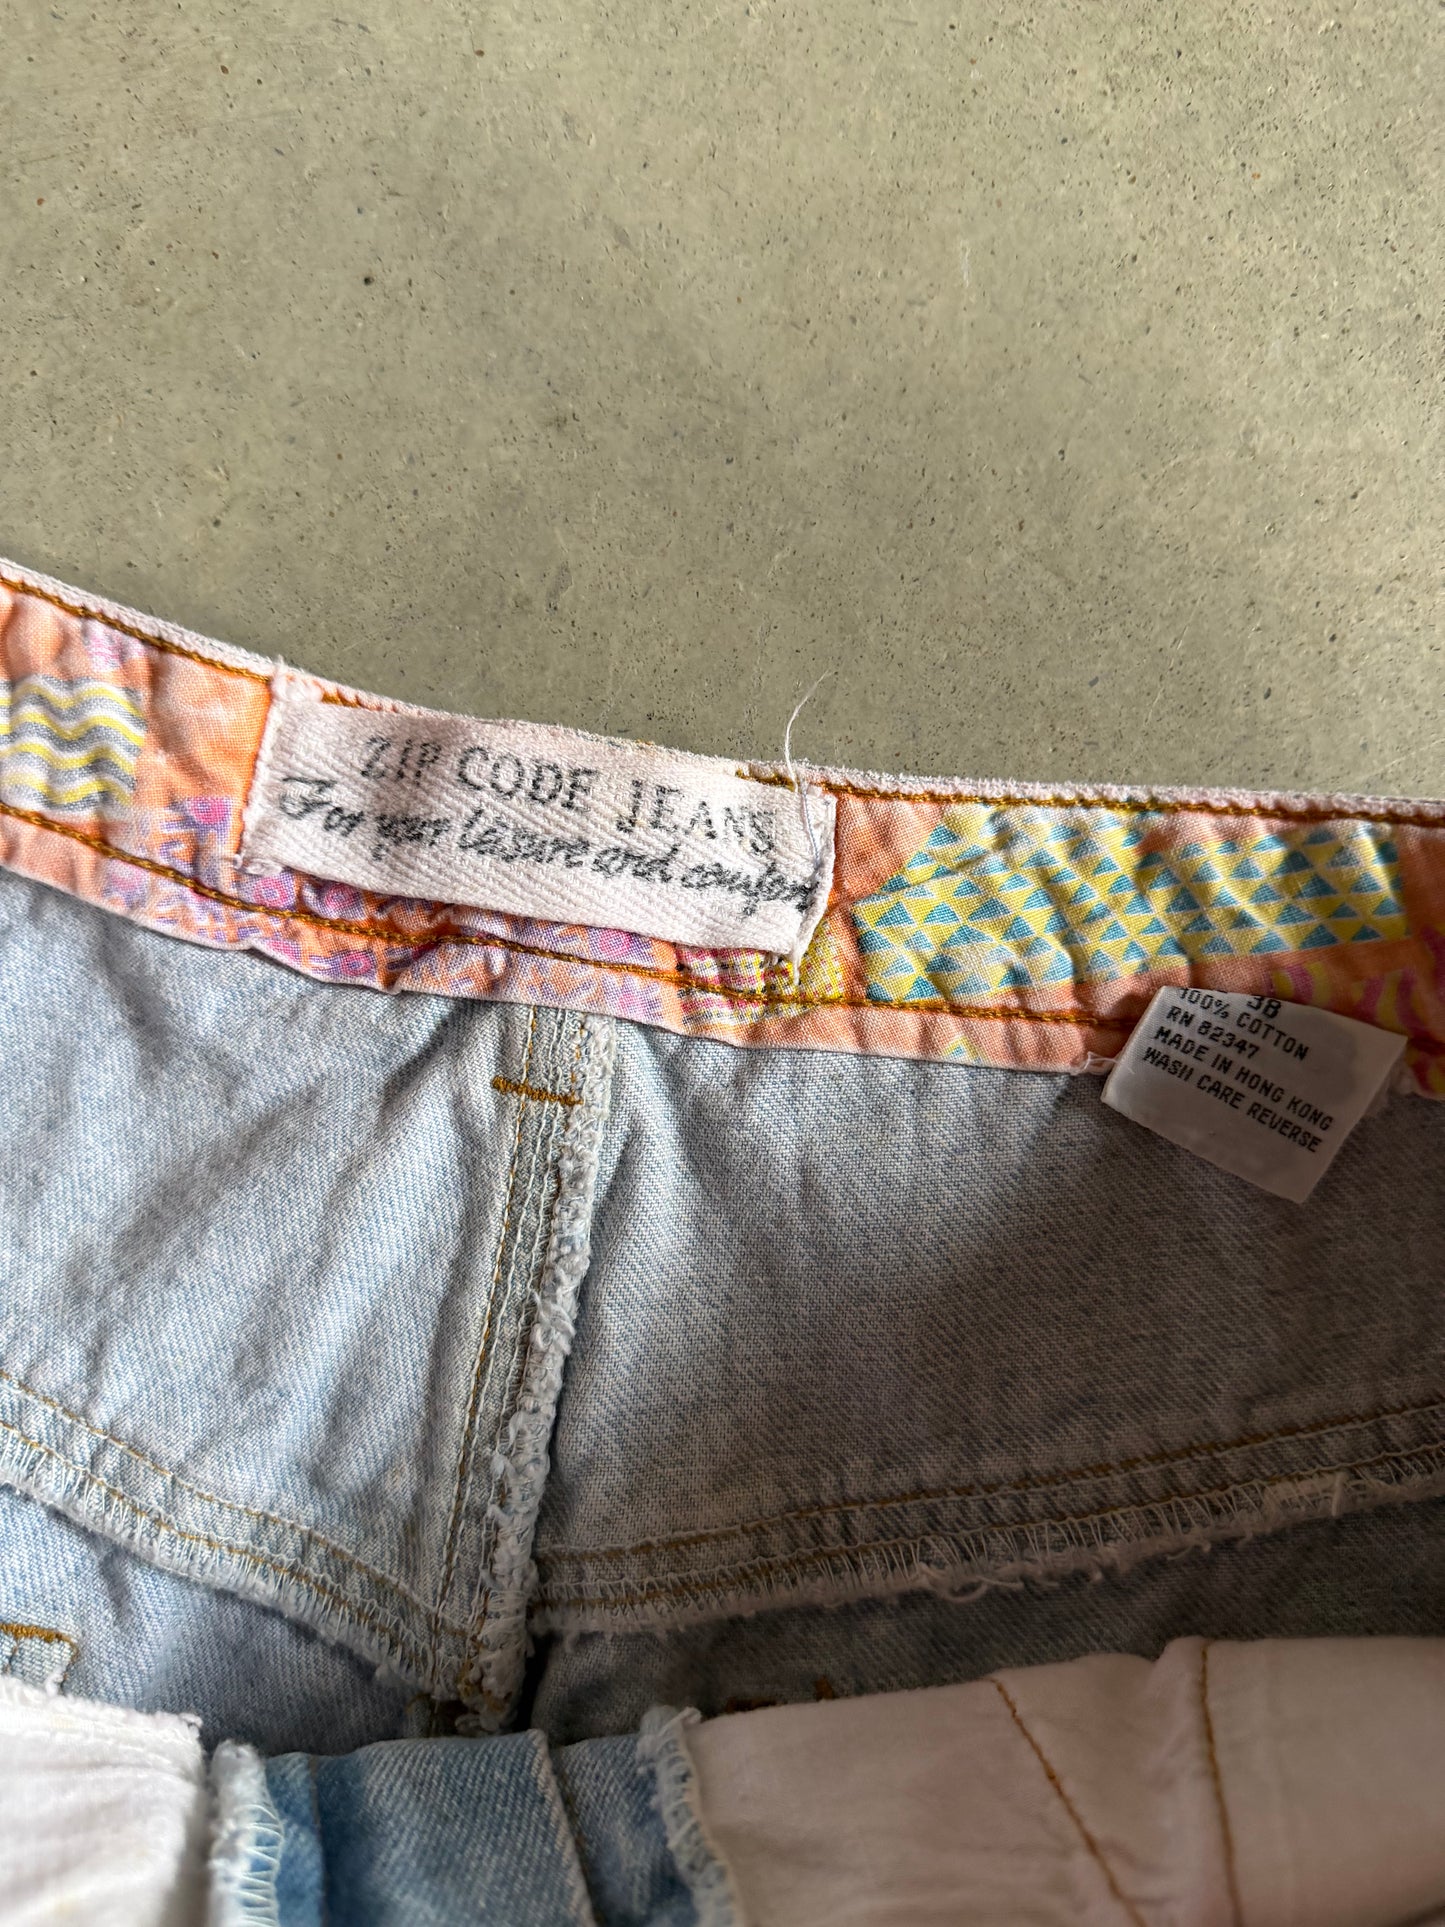 ZIP CODE JEANS
For your leisure and comfort
38
100% COTTON
RN 82347
MADE IN HONG KONG
WASH CARE REVERSE